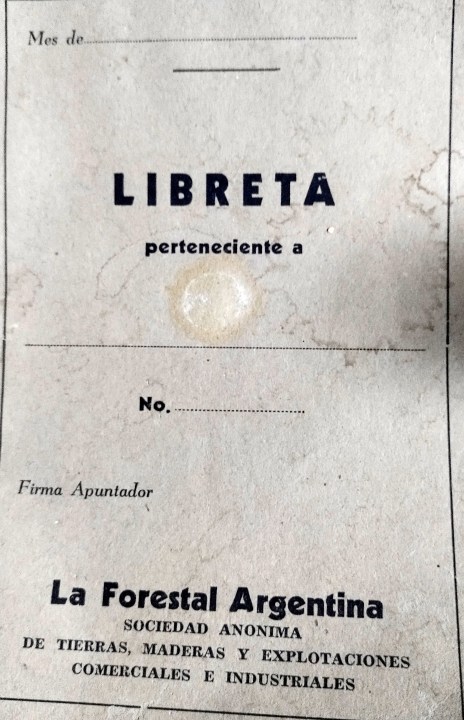 Mes de
LIBRETA
perteneciente a
No.
Firma Apuntador
La Forestal Argentina
SOCIEDAD ANONIMA
DE TIERRAS, MADERAS Y EXPLOTACIONES
COMERCIALES E INDUSTRIALES